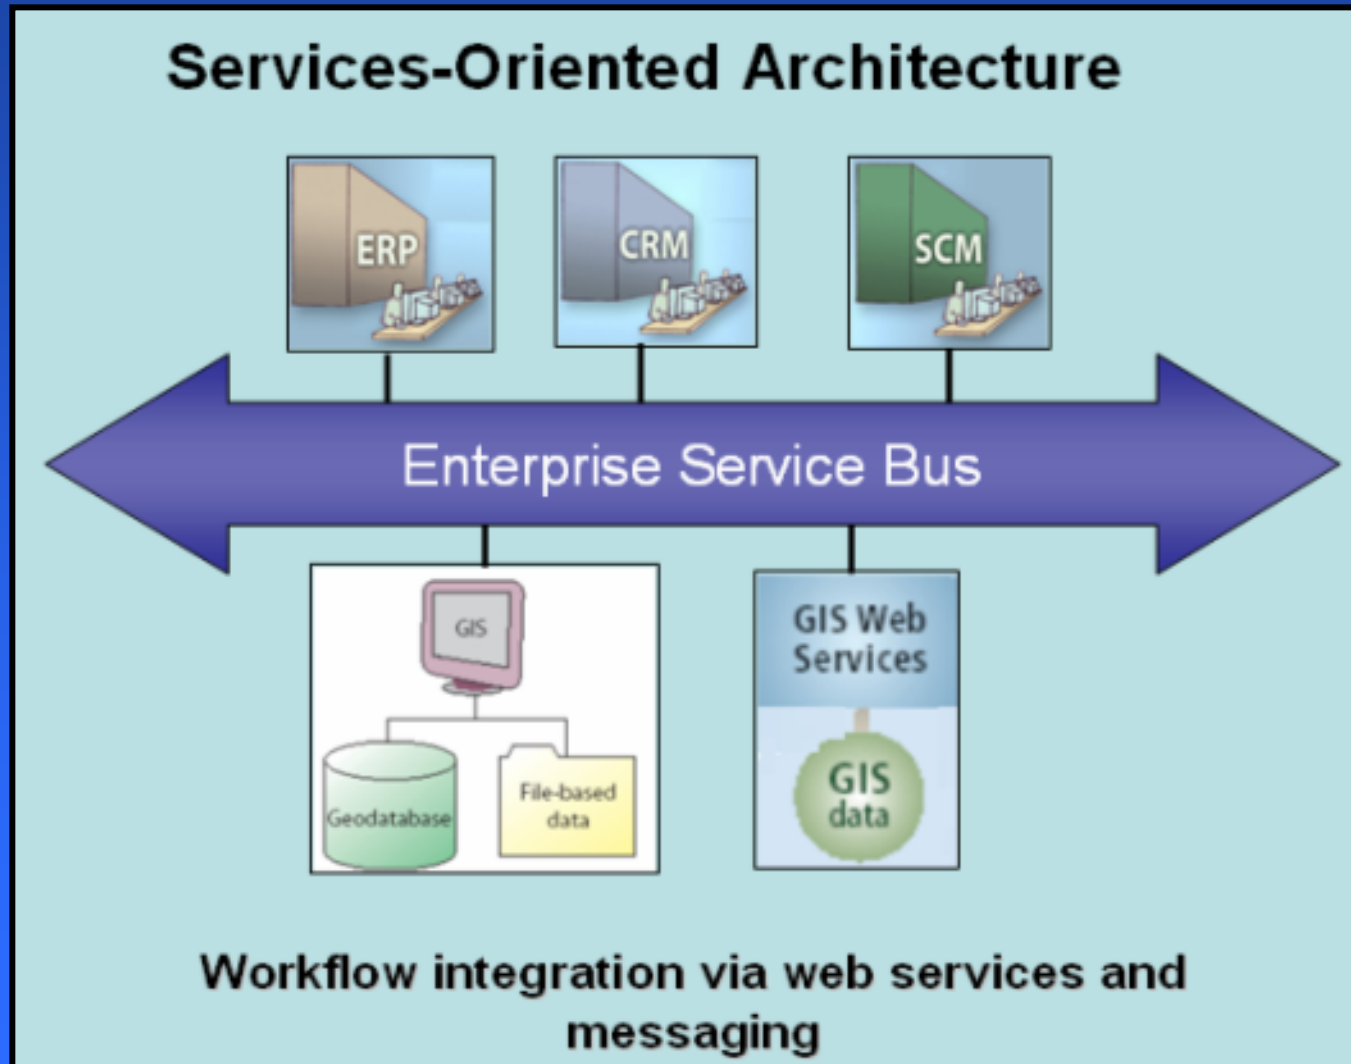 Services-Oriented Architecture
ERP
CRM
SCM
Enterprise Service Bus
GIS
Geodatabase
File-based
data
GIS Web
Services
GIS
data
Workflow integration via web services and
messaging